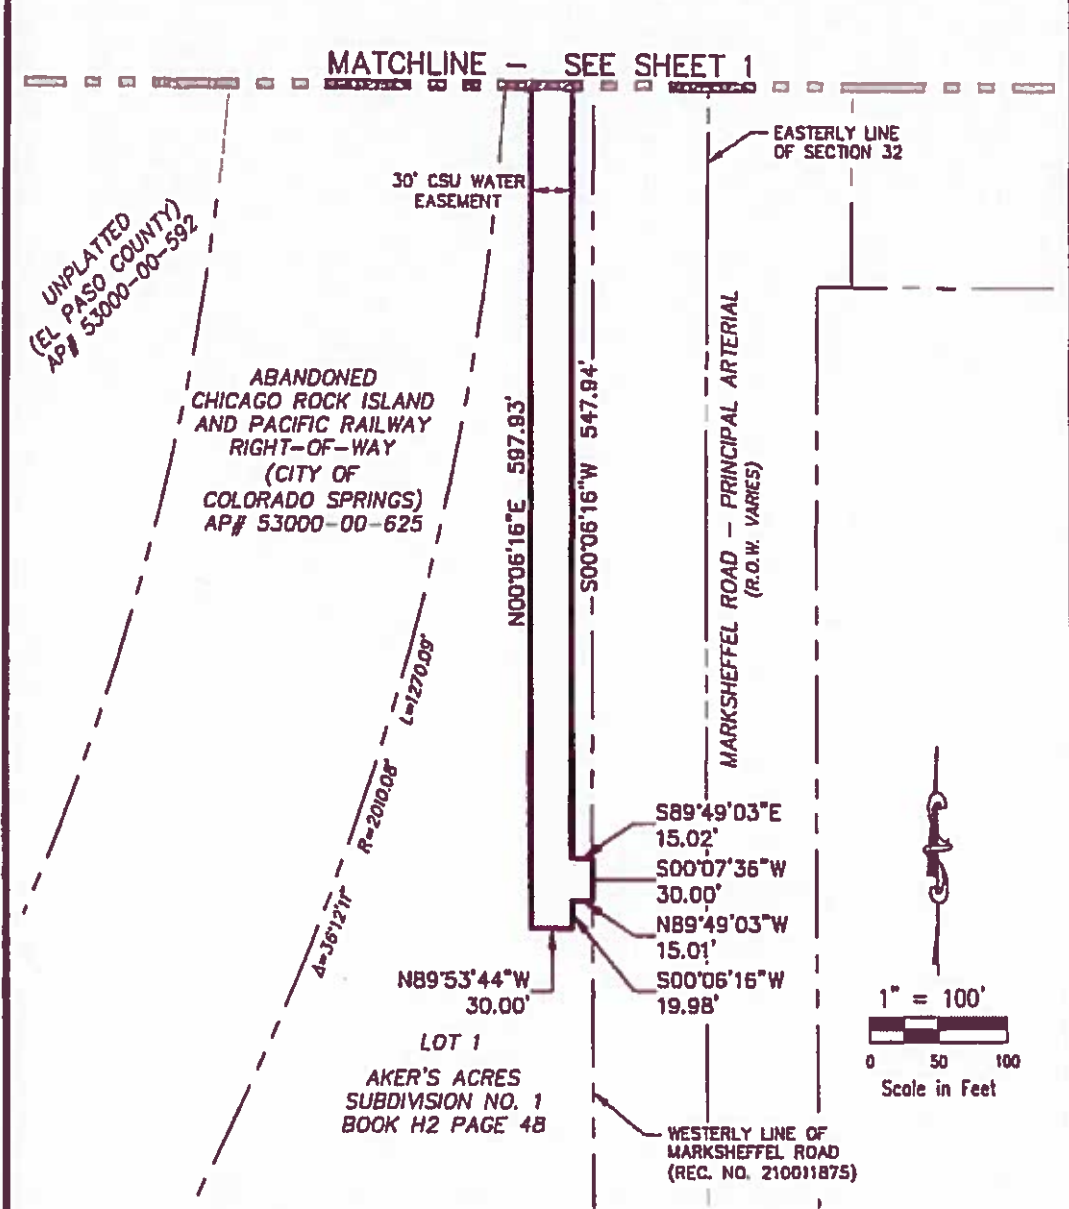 MATCHLINE - SEE SHEET 1
EASTERLY LINE
OF SECTION 32
30' CSU WATER
EASEMENT
UNPLATTED
(EL PASO COUNTY)
AP# 53000-00-592
ABANDONED
CHICAGO ROCK ISLAND
AND PACIFIC RAILWAY
RIGHT-OF-WAY
(CITY OF
COLORADO SPRINGS)
AP# 53000-00-625
N00°06'16"E 597.93'
S00°06'16"W 547.94'
MARKSHEFFEL ROAD - PRINCIPAL ARTERIAL
(R.O.W. VARIES)
L=1270.09'
R=2010.08'
Δ=36°12'11"
S89°49'03"E
15.02'
S00°07'36"W
30.00'
N89°49'03"W
15.01'
S00°06'16"W
19.98'
N89°53'44"W
30.00'
LOT 1
AKER'S ACRES
SUBDIVISION NO. 1
BOOK H2 PAGE 48
1" = 100'
0 50 100
Scale in Feet
WESTERLY LINE OF
MARKSHEFFEL ROAD
(REC. NO. 210011875)